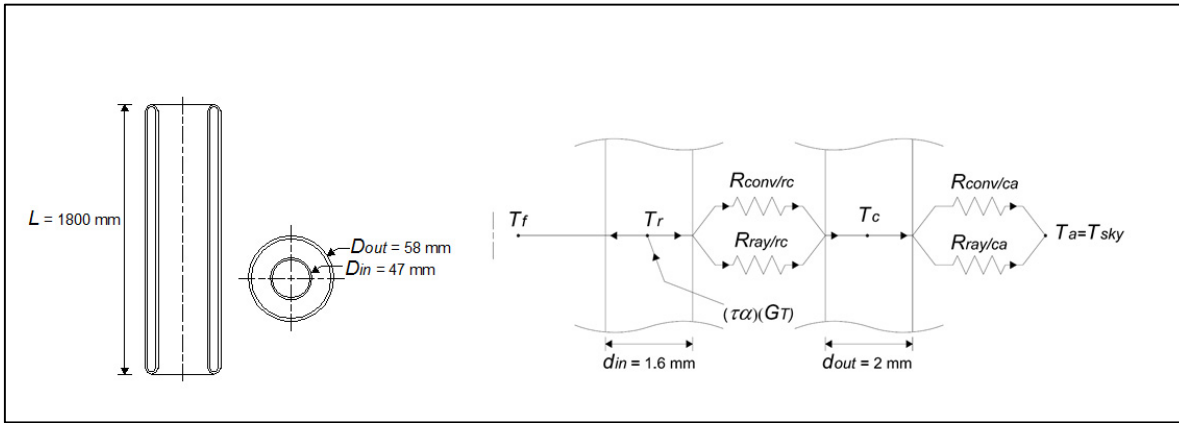 L = 1800 mm
Dout = 58 mm
Din = 47 mm
Tf
Tr
Rconv/rc
Rray/rc
Tc
Rconv/ca
Rray/ca
Ta=Tsky
(τα)(GT)
din = 1.6 mm
dout = 2 mm